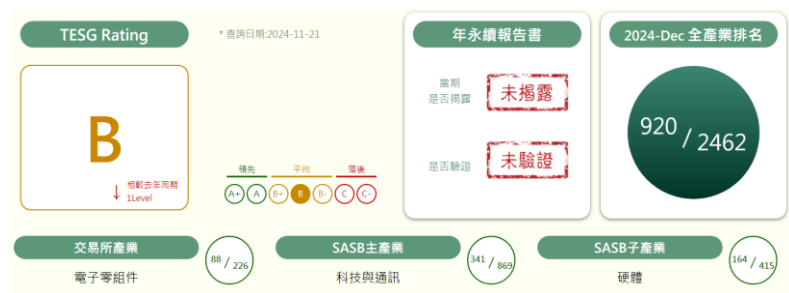 TESG Rating
* 查詢日期:2024-11-21
B
↓ 相較去年同期
1Level
領先 平均 落後
A+ A B+ B B- C C-
年永續報告書
當期
是否揭露
未揭露
是否驗證
未驗證
2024-Dec 全產業排名
920 / 2462
交易所產業
電子零組件
88 / 226
SASB主產業
科技與通訊
341 / 869
SASB子產業
硬體
164 / 415